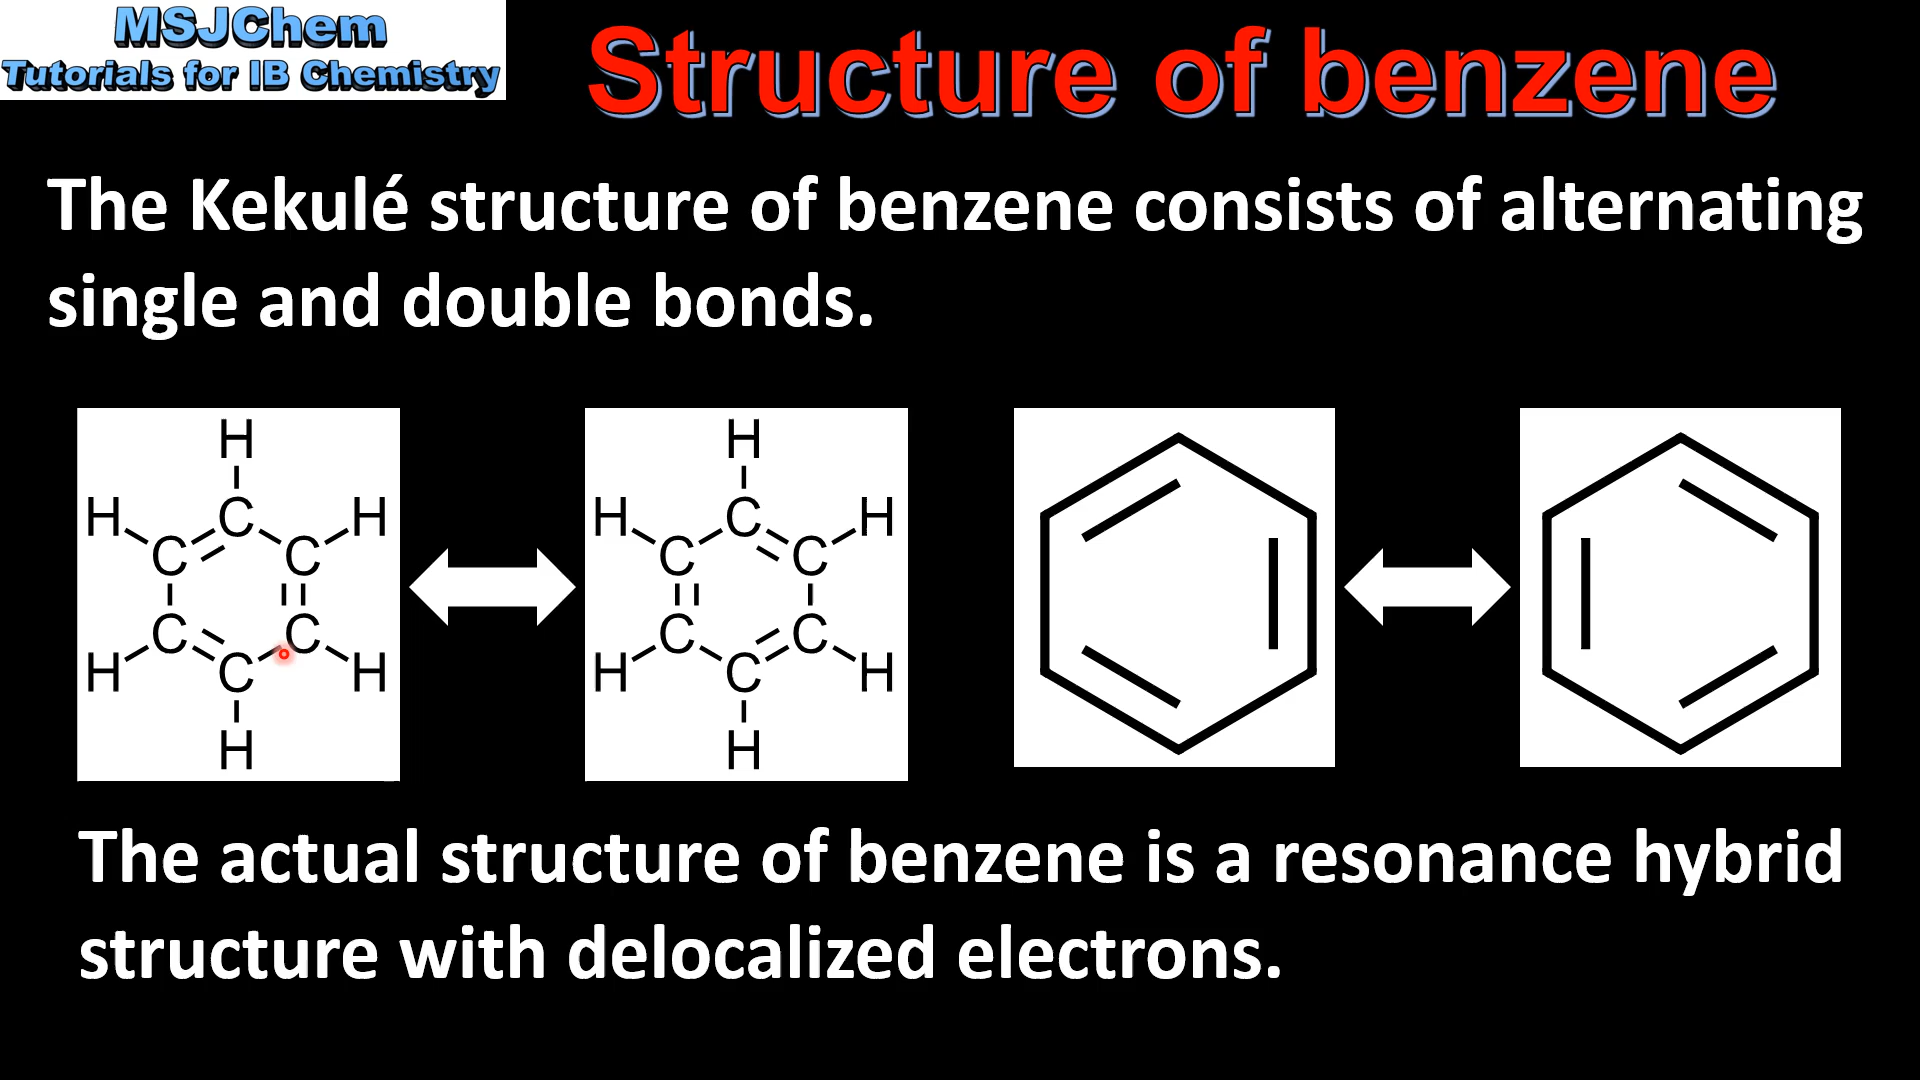 MSJChem
Tutorials for IB Chemistry
Structure of benzene
The Kekulé structure of benzene consists of alternating
single and double bonds.
H
H C H
C C
C C
H C H
H
H
H C H
C C
C C
H C H
H
The actual structure of benzene is a resonance hybrid
structure with delocalized electrons.